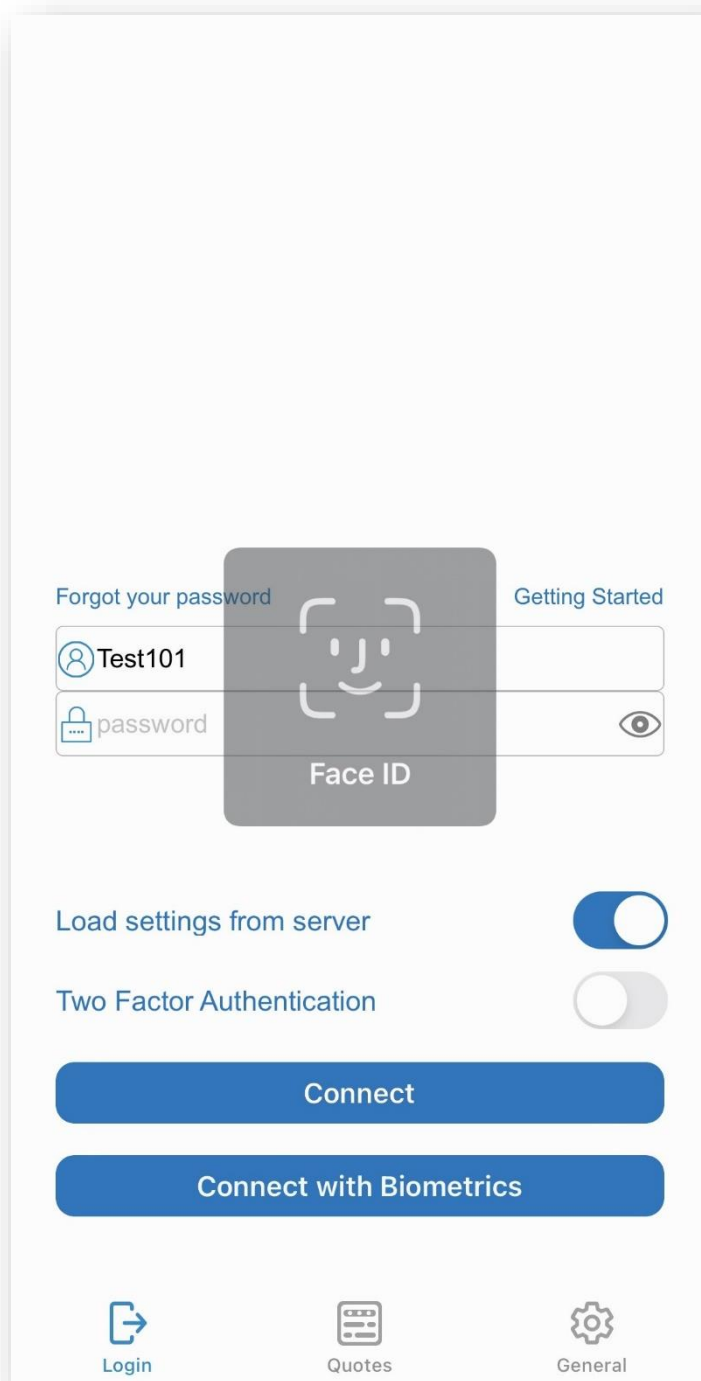 Forgot your password
Getting Started
Test101
password
Face ID
Load settings from server
Two Factor Authentication
Connect
Connect with Biometrics
Login
Quotes
General